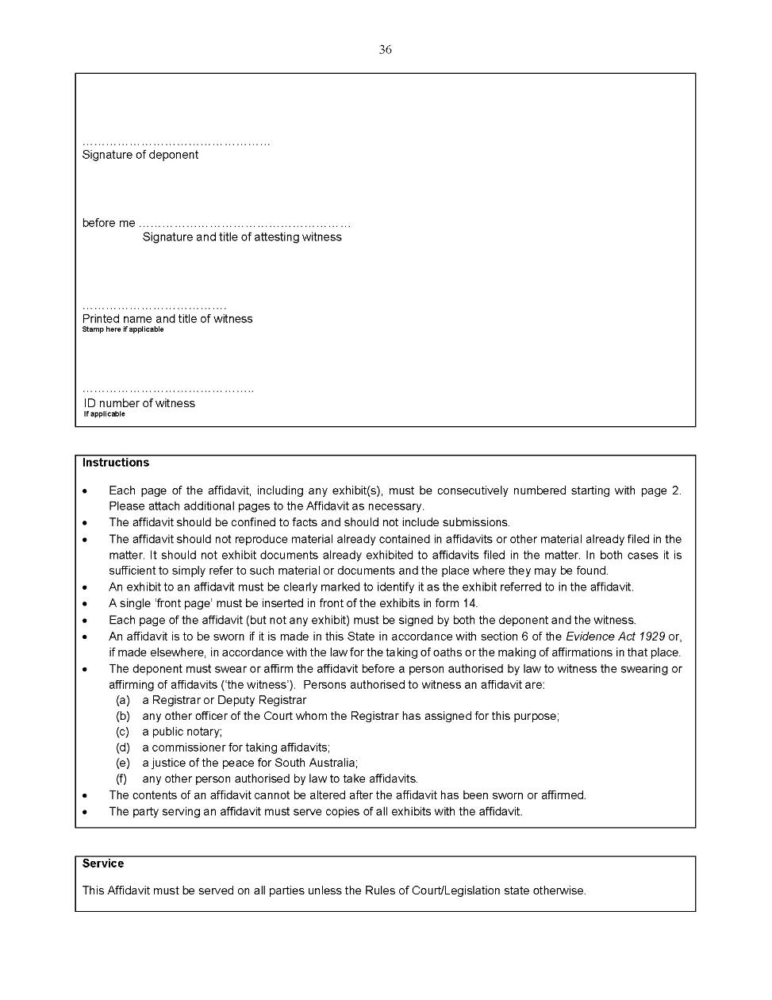 36
……………………………………………
Signature of deponent
before me ………………………………………………
Signature and title of attesting witness
……………………………….
Printed name and title of witness
Stamp here if applicable
……………………………………..
ID number of witness
If applicable
Instructions
• Each page of the affidavit, including any exhibit(s), must be consecutively numbered starting with page 2.
Please attach additional pages to the Affidavit as necessary.
• The affidavit should be confined to facts and should not include submissions.
• The affidavit should not reproduce material already contained in affidavits or other material already filed in the
matter. It should not exhibit documents already exhibited to affidavits filed in the matter. In both cases it is
sufficient to simply refer to such material or documents and the place where they may be found.
• An exhibit to an affidavit must be clearly marked to identify it as the exhibit referred to in the affidavit.
• A single ‘front page’ must be inserted in front of the exhibits in form 14.
• Each page of the affidavit (but not any exhibit) must be signed by both the deponent and the witness.
• An affidavit is to be sworn if it is made in this State in accordance with section 6 of the Evidence Act 1929 or,
if made elsewhere, in accordance with the law for the taking of oaths or the making of affirmations in that place.
• The deponent must swear or affirm the affidavit before a person authorised by law to witness the swearing or
affirming of affidavits (‘the witness’). Persons authorised to witness an affidavit are:
(a) a Registrar or Deputy Registrar
(b) any other officer of the Court whom the Registrar has assigned for this purpose;
(c) a public notary;
(d) a commissioner for taking affidavits;
(e) a justice of the peace for South Australia;
(f) any other person authorised by law to take affidavits.
• The contents of an affidavit cannot be altered after the affidavit has been sworn or affirmed.
• The party serving an affidavit must serve copies of all exhibits with the affidavit.
Service
This Affidavit must be served on all parties unless the Rules of Court/Legislation state otherwise.